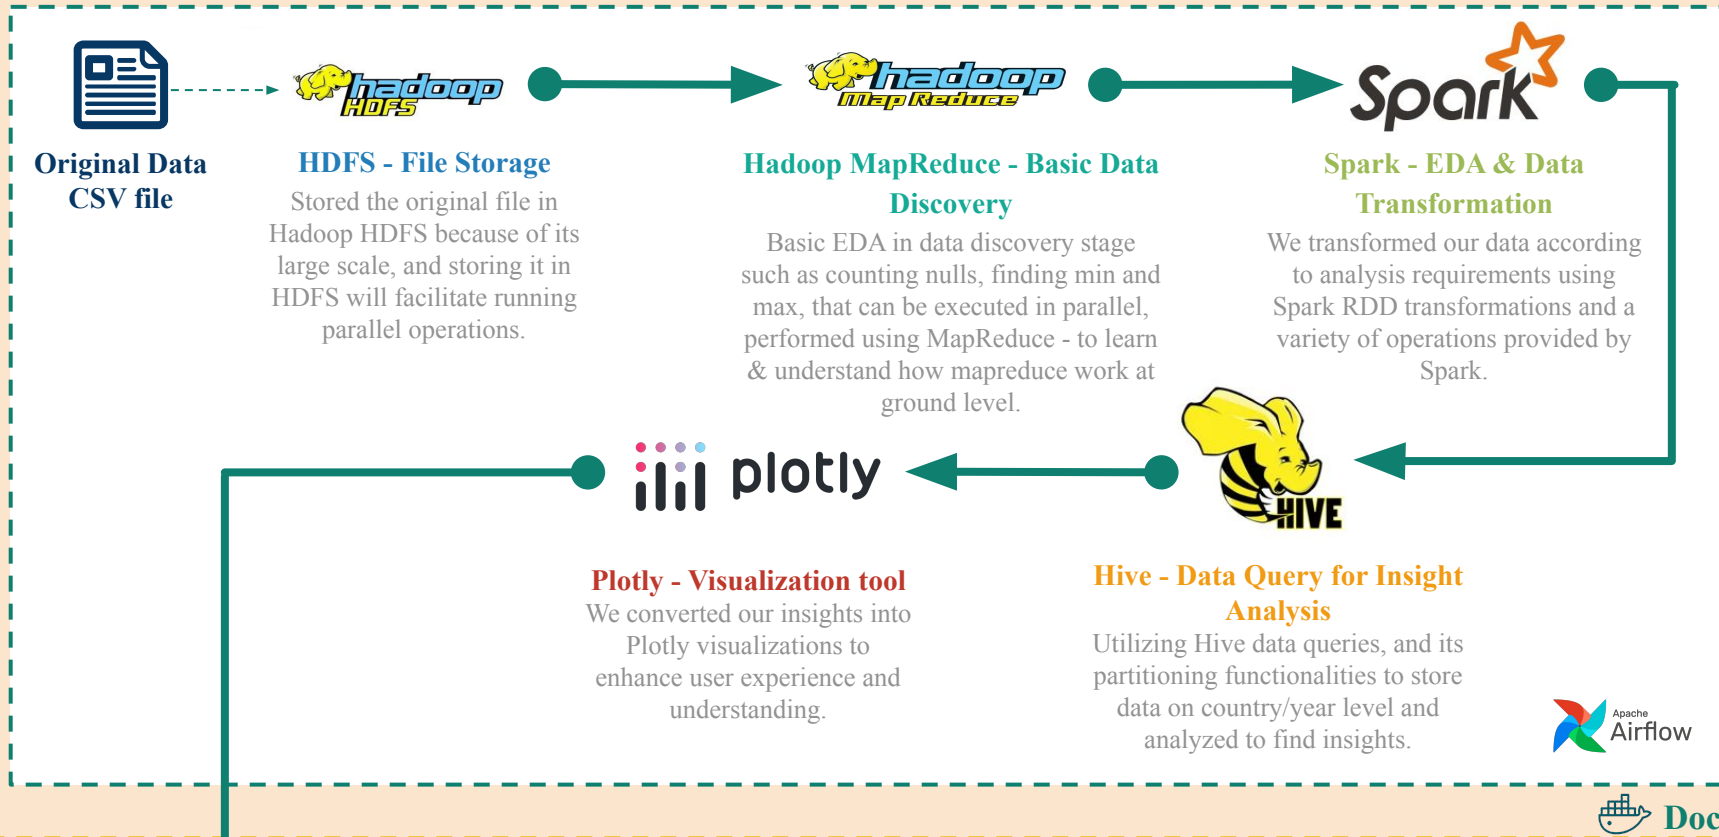 hadoop
HDFS
hadoop
Map Reduce
Spark
Original Data
CSV file
HDFS - File Storage
Stored the original file in
Hadoop HDFS because of its
large scale, and storing it in
HDFS will facilitate running
parallel operations.
Hadoop MapReduce - Basic Data
Discovery
Basic EDA in data discovery stage
such as counting nulls, finding min and
max, that can be executed in parallel,
performed using MapReduce - to learn
& understand how mapreduce work at
ground level.
Spark - EDA & Data
Transformation
We transformed our data according
to analysis requirements using
Spark RDD transformations and a
variety of operations provided by
Spark.
plotly
HIVE
Plotly - Visualization tool
We converted our insights into
Plotly visualizations to
enhance user experience and
understanding.
Hive - Data Query for Insight
Analysis
Utilizing Hive data queries, and its
partitioning functionalities to store
data on country/year level and
analyzed to find insights.
Apache
Airflow
Doc